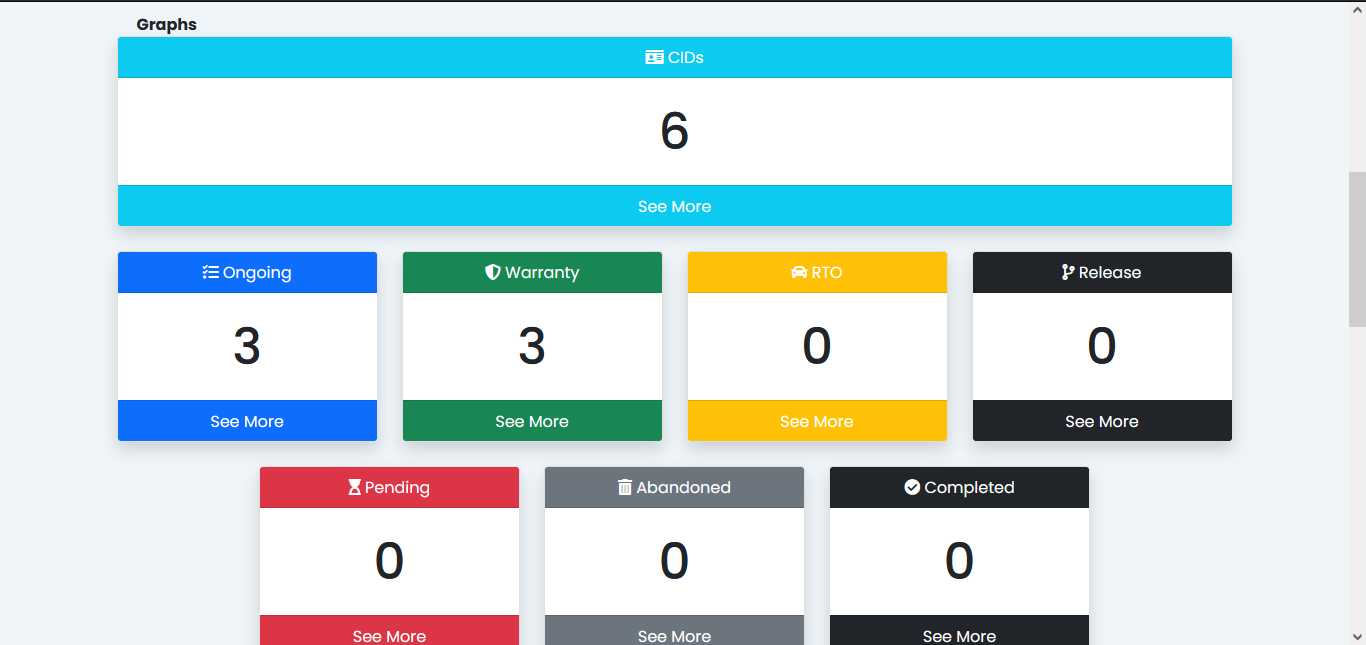 Graphs
CIDs
6
See More
Ongoing
Warranty
RTO
Release
3
3
0
0
See More
See More
See More
See More
Pending
Abandoned
Completed
0
0
0
See More
See More
See More